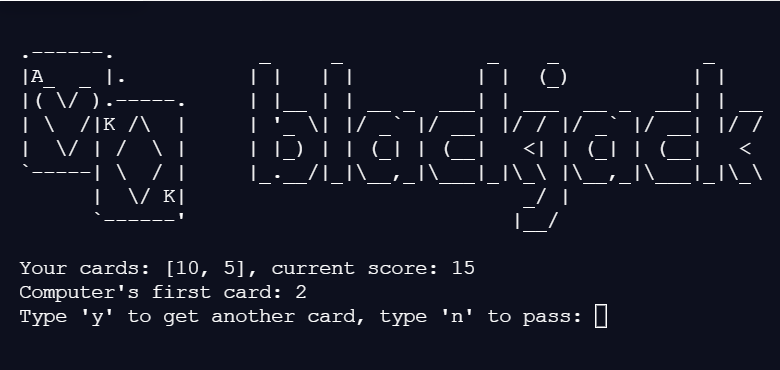 A
K
K
blackjack
Your cards: [10, 5], current score: 15
Computer's first card: 2
Type 'y' to get another card, type 'n' to pass: